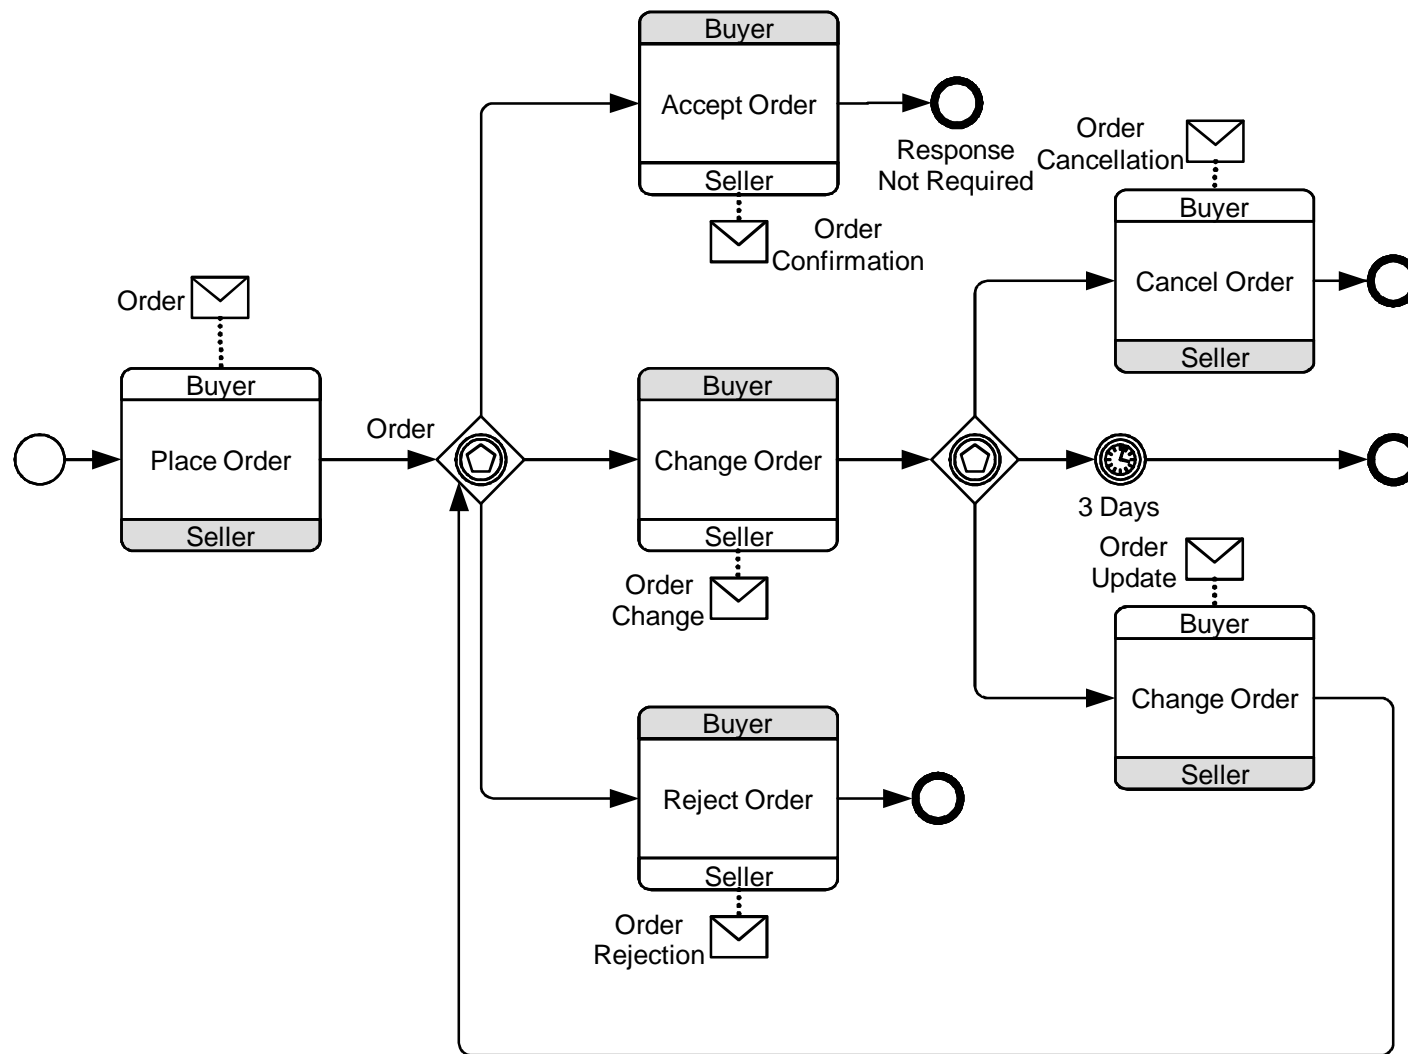 Buyer
Accept Order
Seller
Order
Confirmation
Response
Not Required
Order
Cancellation
Buyer
Cancel Order
Seller
Order
Buyer
Place Order
Seller
Order
Buyer
Change Order
Seller
Order
Change
3 Days
Order
Update
Buyer
Change Order
Seller
Buyer
Reject Order
Seller
Order
Rejection